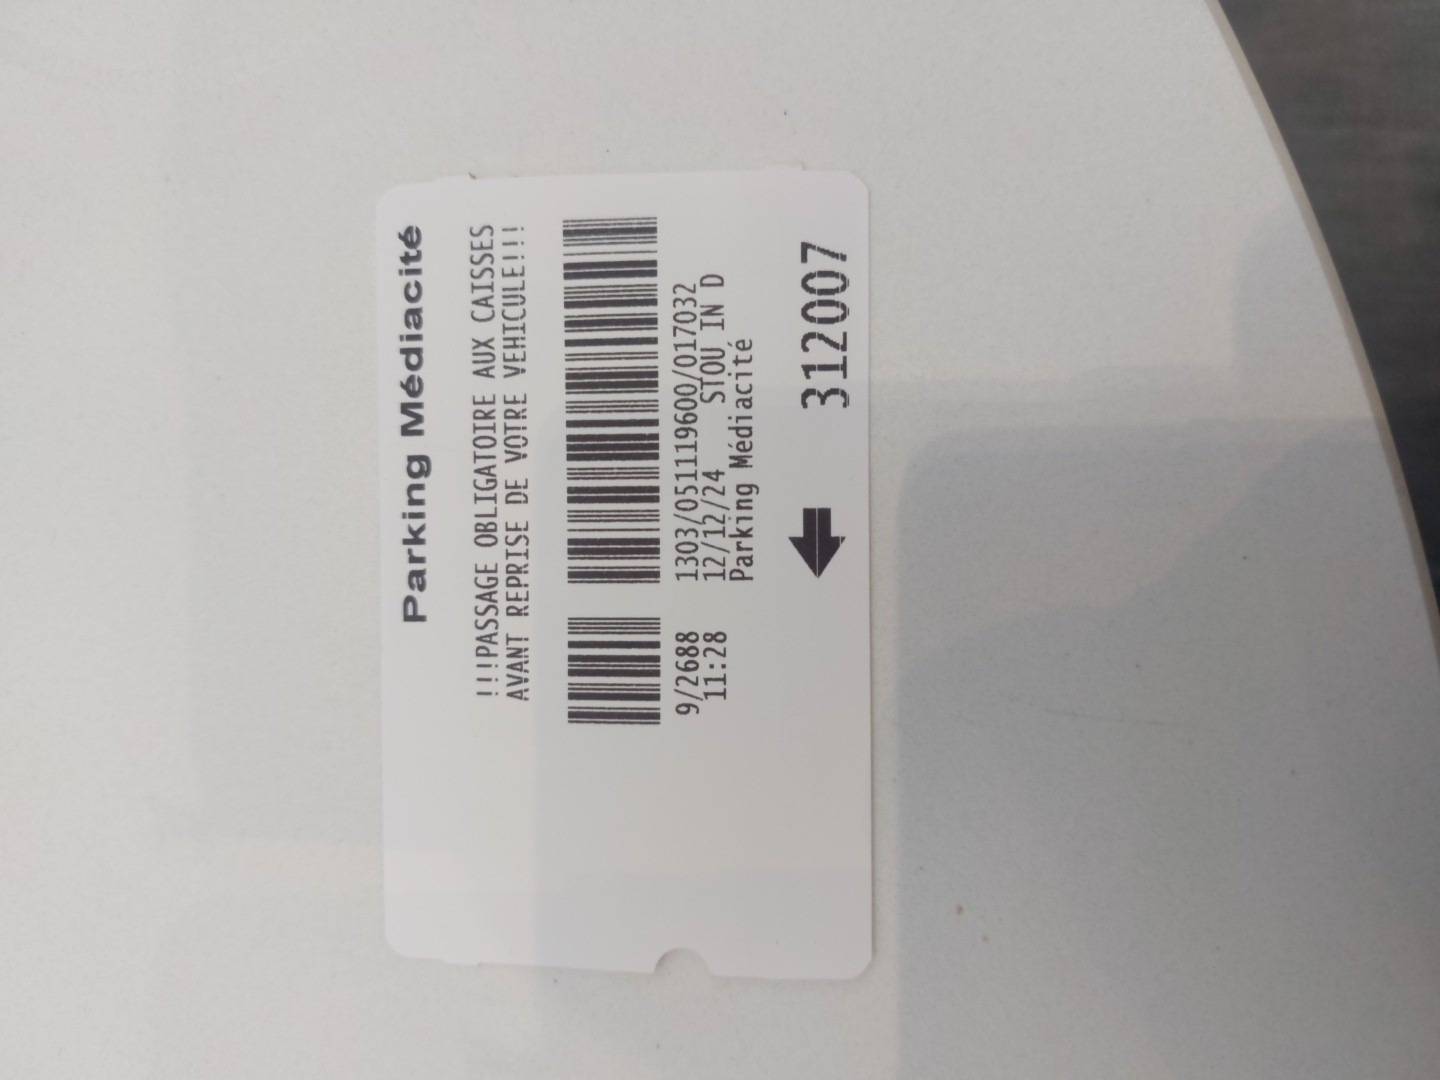 Parking Médiacité
!!!PASSAGE OBLIGATOIRE AUX CAISSES
AVANT REPRISE DE VOTRE VEHICULE!!!
9/2688 1303/0511119600/017032
11:28 12/12/24 STOU IN D
Parking Médiacité
312007